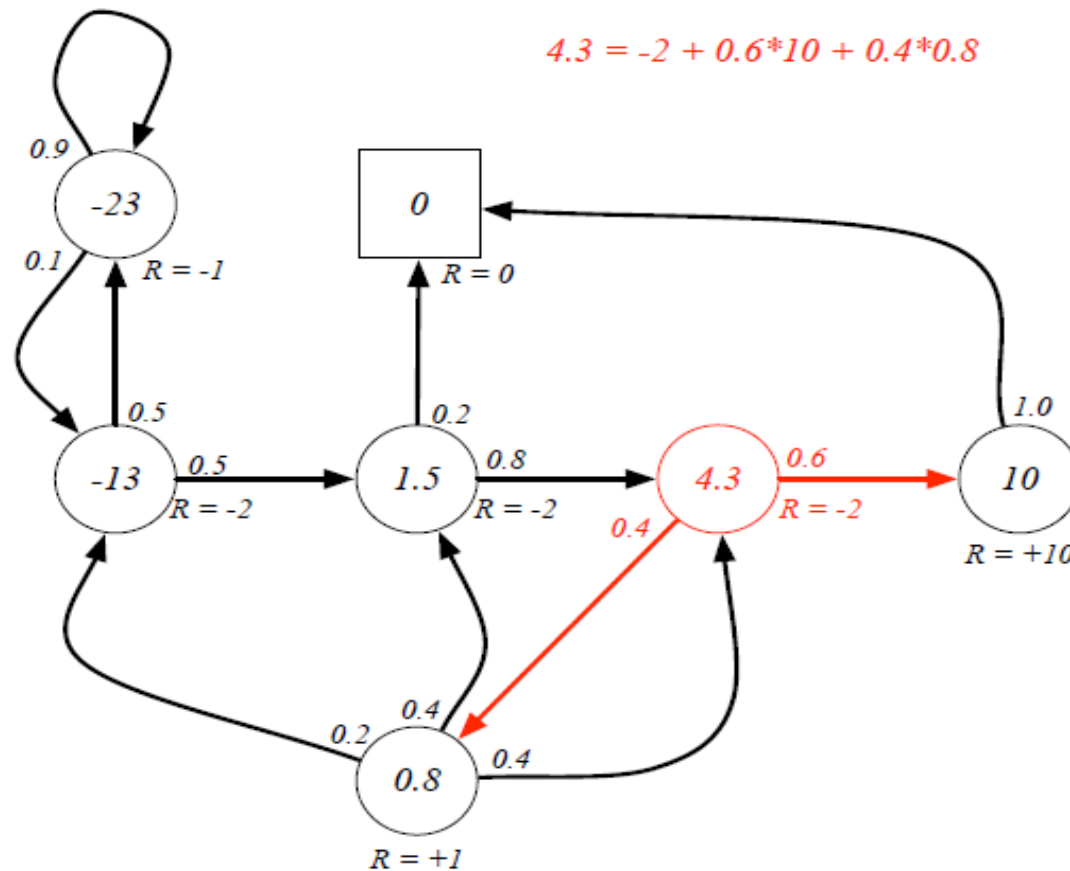 4.3 = -2 + 0.6*10 + 0.4*0.8
0.9
-23
0
0.1
R = -1
R = 0
0.5
0.2
1.0
-13
0.5
1.5
0.8
4.3
0.6
10
R = -2
R = -2
R = -2
0.4
R = +10
0.4
0.2
0.4
0.8
R = +1